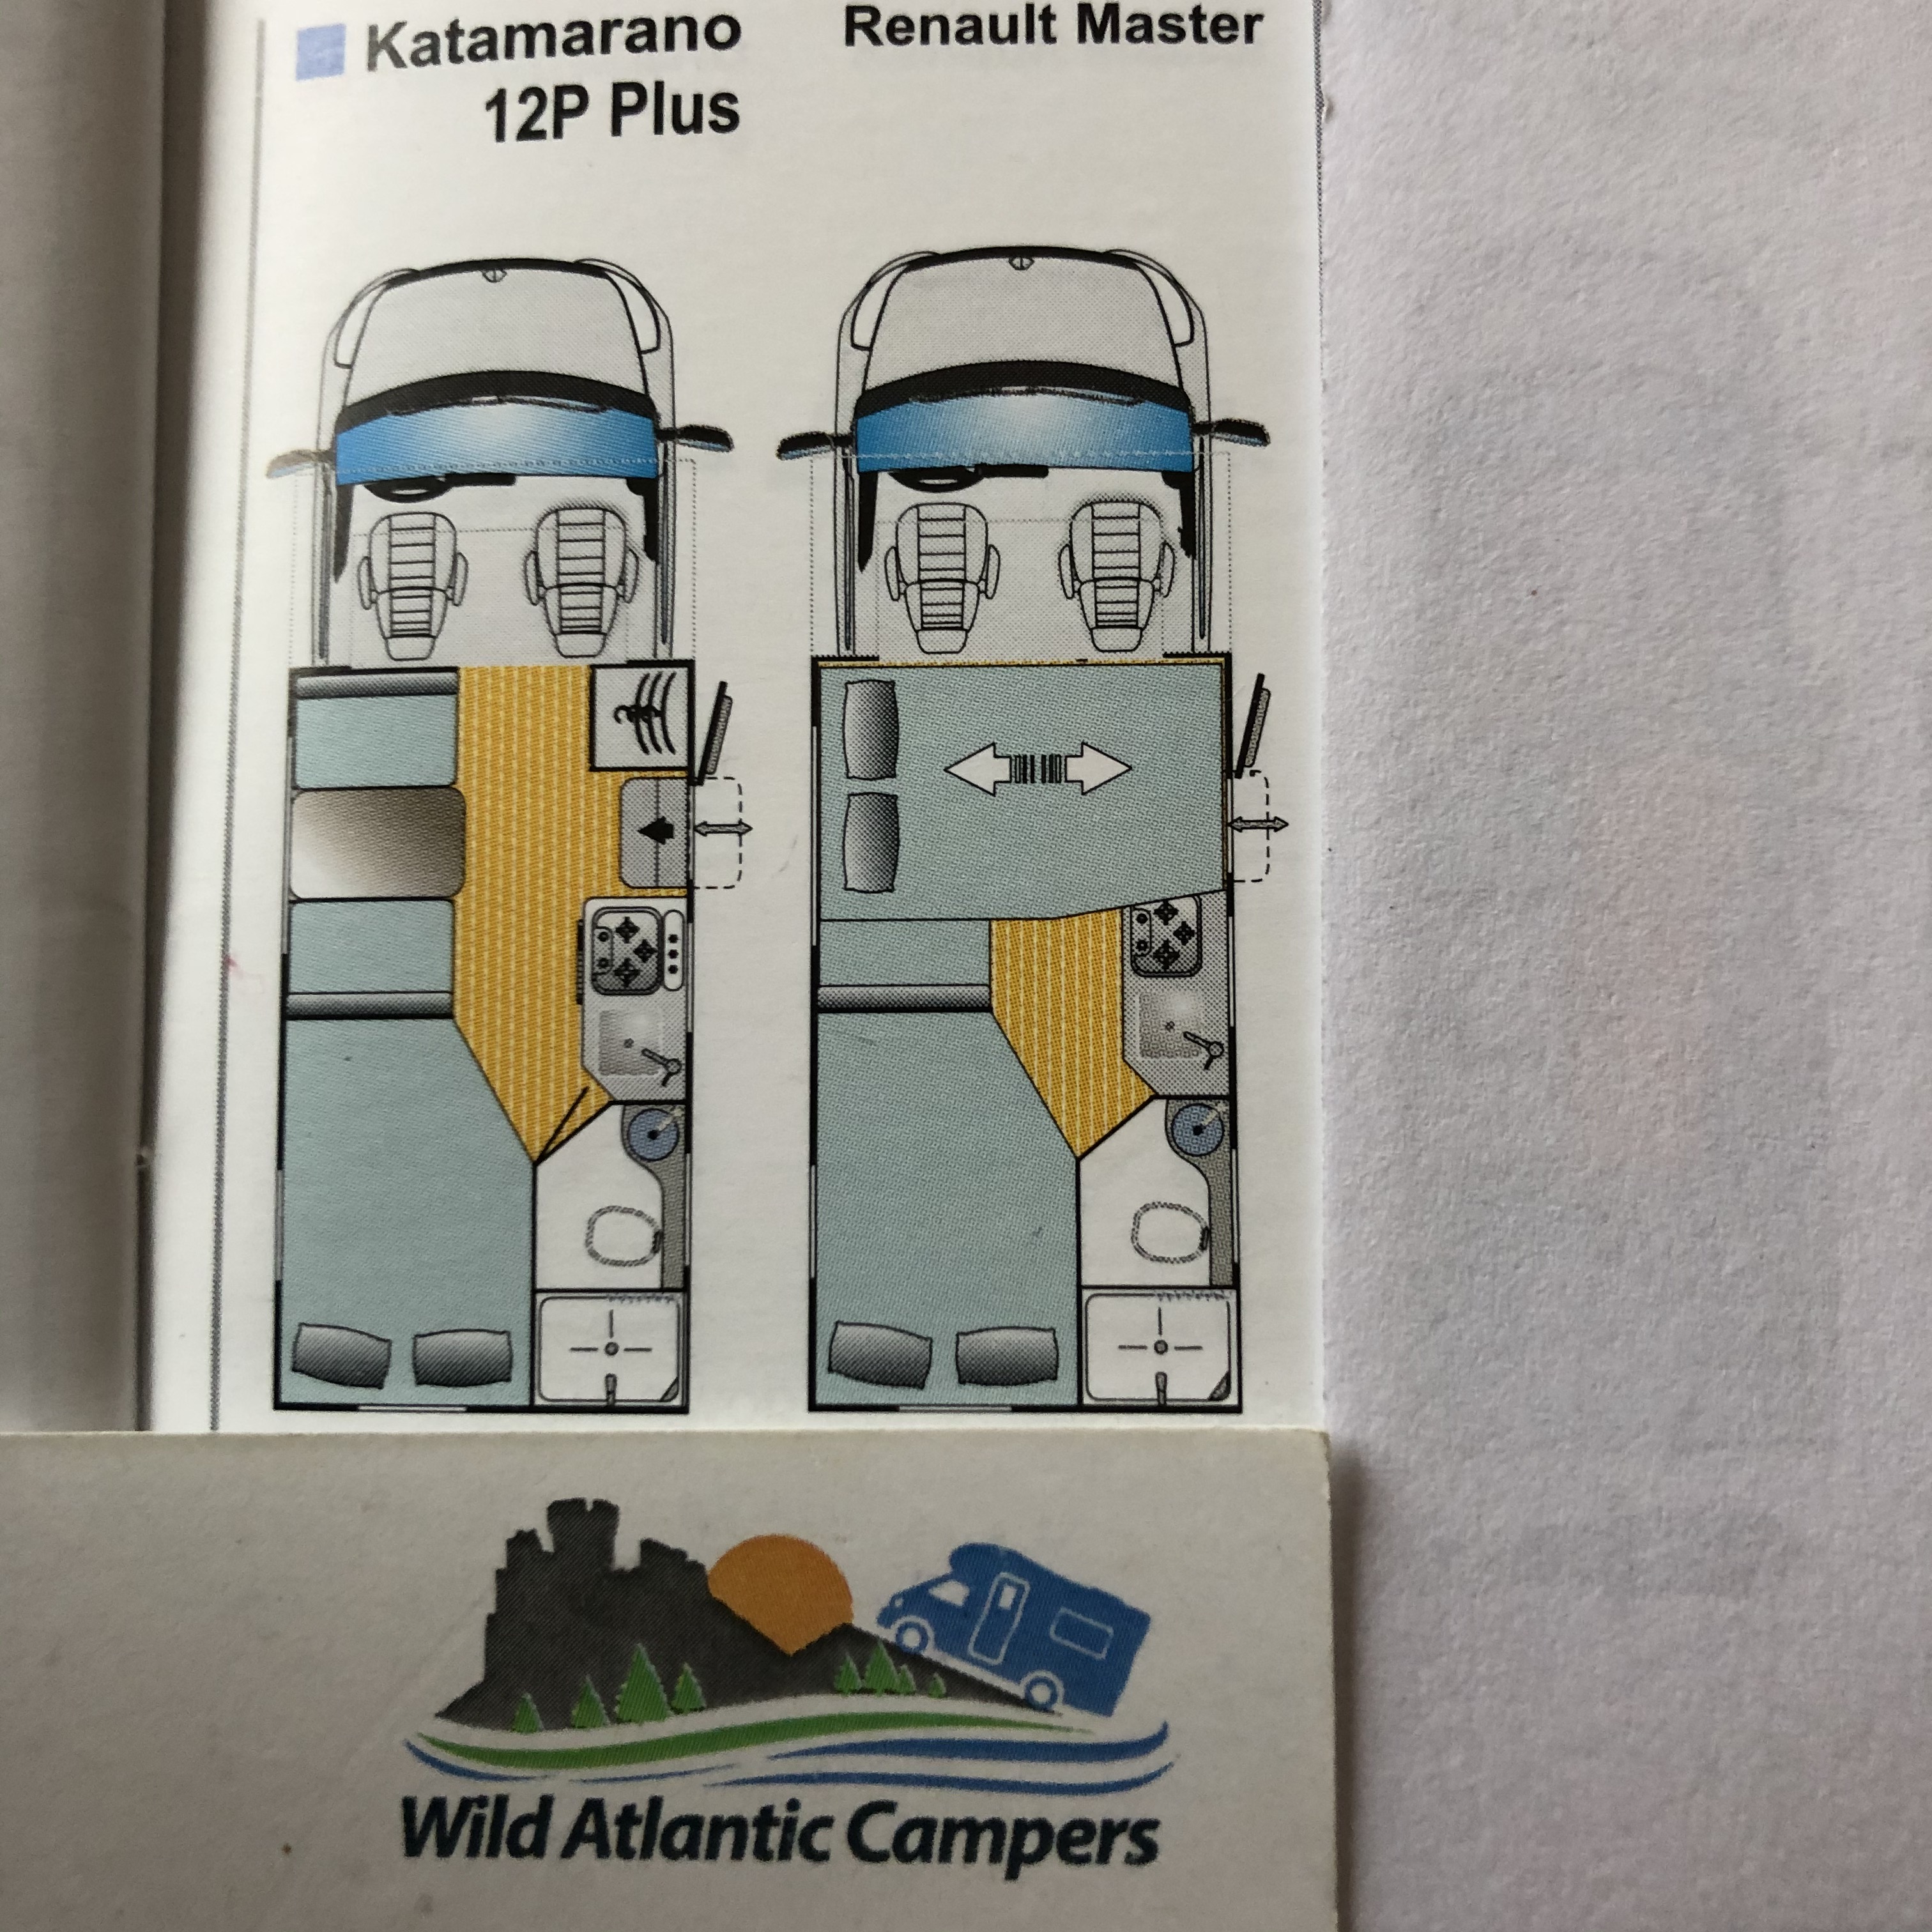 Katamarano Renault Master
12P Plus
Wild Atlantic Campers